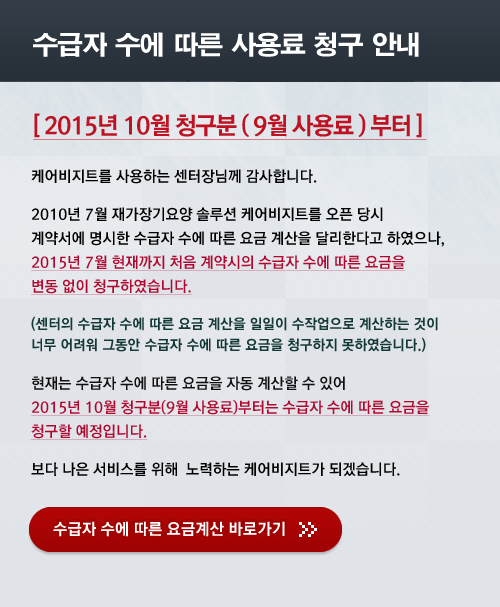 수급자 수에 따른 사용료 청구 안내
[ 2015년 10월 청구분 ( 9월 사용료 ) 부터 ]
케어비지트를 사용하는 센터장님께 감사합니다.
2010년 7월 재가장기요양 솔루션 케어비지트를 오픈 당시
계약서에 명시한 수급자 수에 따른 요금 계산을 달리한다고 하였으나,
2015년 7월 현재까지 처음 계약시의 수급자 수에 따른 요금을
변동 없이 청구하였습니다.
(센터의 수급자 수에 따른 요금 계산을 일일이 수작업으로 계산하는 것이
너무 어려워 그동안 수급자 수에 따른 요금을 청구하지 못하였습니다.)
현재는 수급자 수에 따른 요금을 자동 계산할 수 있어
2015년 10월 청구분(9월 사용료)부터는 수급자 수에 따른 요금을
청구할 예정입니다.
보다 나은 서비스를 위해 노력하는 케어비지트가 되겠습니다.
수급자 수에 따른 요금계산 바로가기